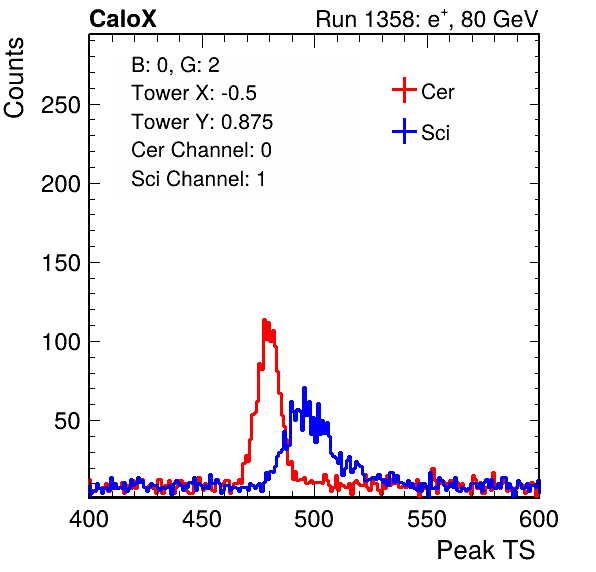 CaloX Run 1358: e+, 80 GeV
Counts
B: 0, G: 2
Tower X: -0.5
Tower Y: 0.875
Cer Channel: 0
Sci Channel: 1
Cer
Sci
250
200
150
100
50
400 450 500 550 600
Peak TS